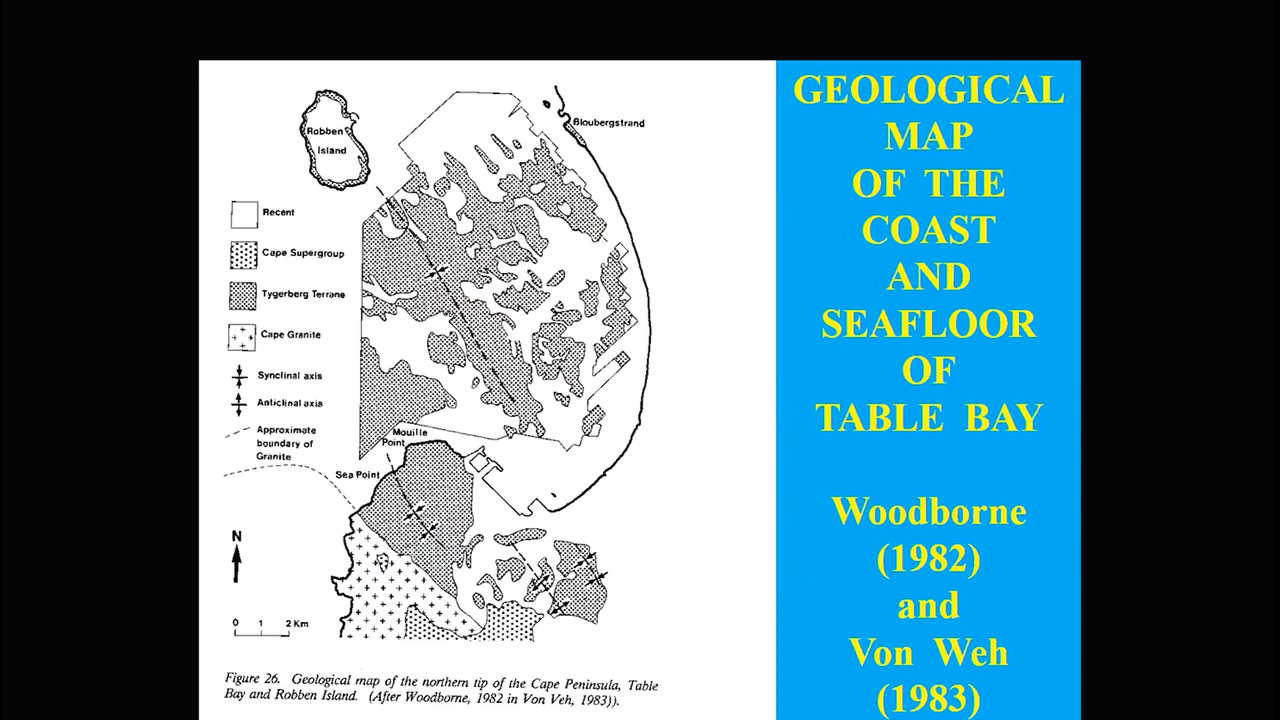 Robben
Island
Bloubergstrand
Recent
Cape Supergroup
Tygerberg Terrane
Cape Granite
Synclinal axis
Anticlinal axis
Approximate
boundary of
Granite
Mouille
Point
Sea Point
N
0 1 2 Km
Figure 26. Geological map of the northern tip of the Cape Peninsula, Table
Bay and Robben Island. (After Woodborne, 1982 in Von Veh, 1983)).
GEOLOGICAL
MAP
OF THE
COAST
AND
SEAFLOOR
OF
TABLE BAY
Woodborne
(1982)
and
Von Weh
(1983)